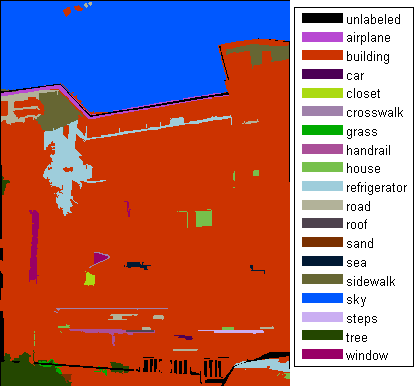 unlabeled
airplane
building
car
closet
crosswalk
grass
handrail
house
refrigerator
road
roof
sand
sea
sidewalk
sky
steps
tree
window